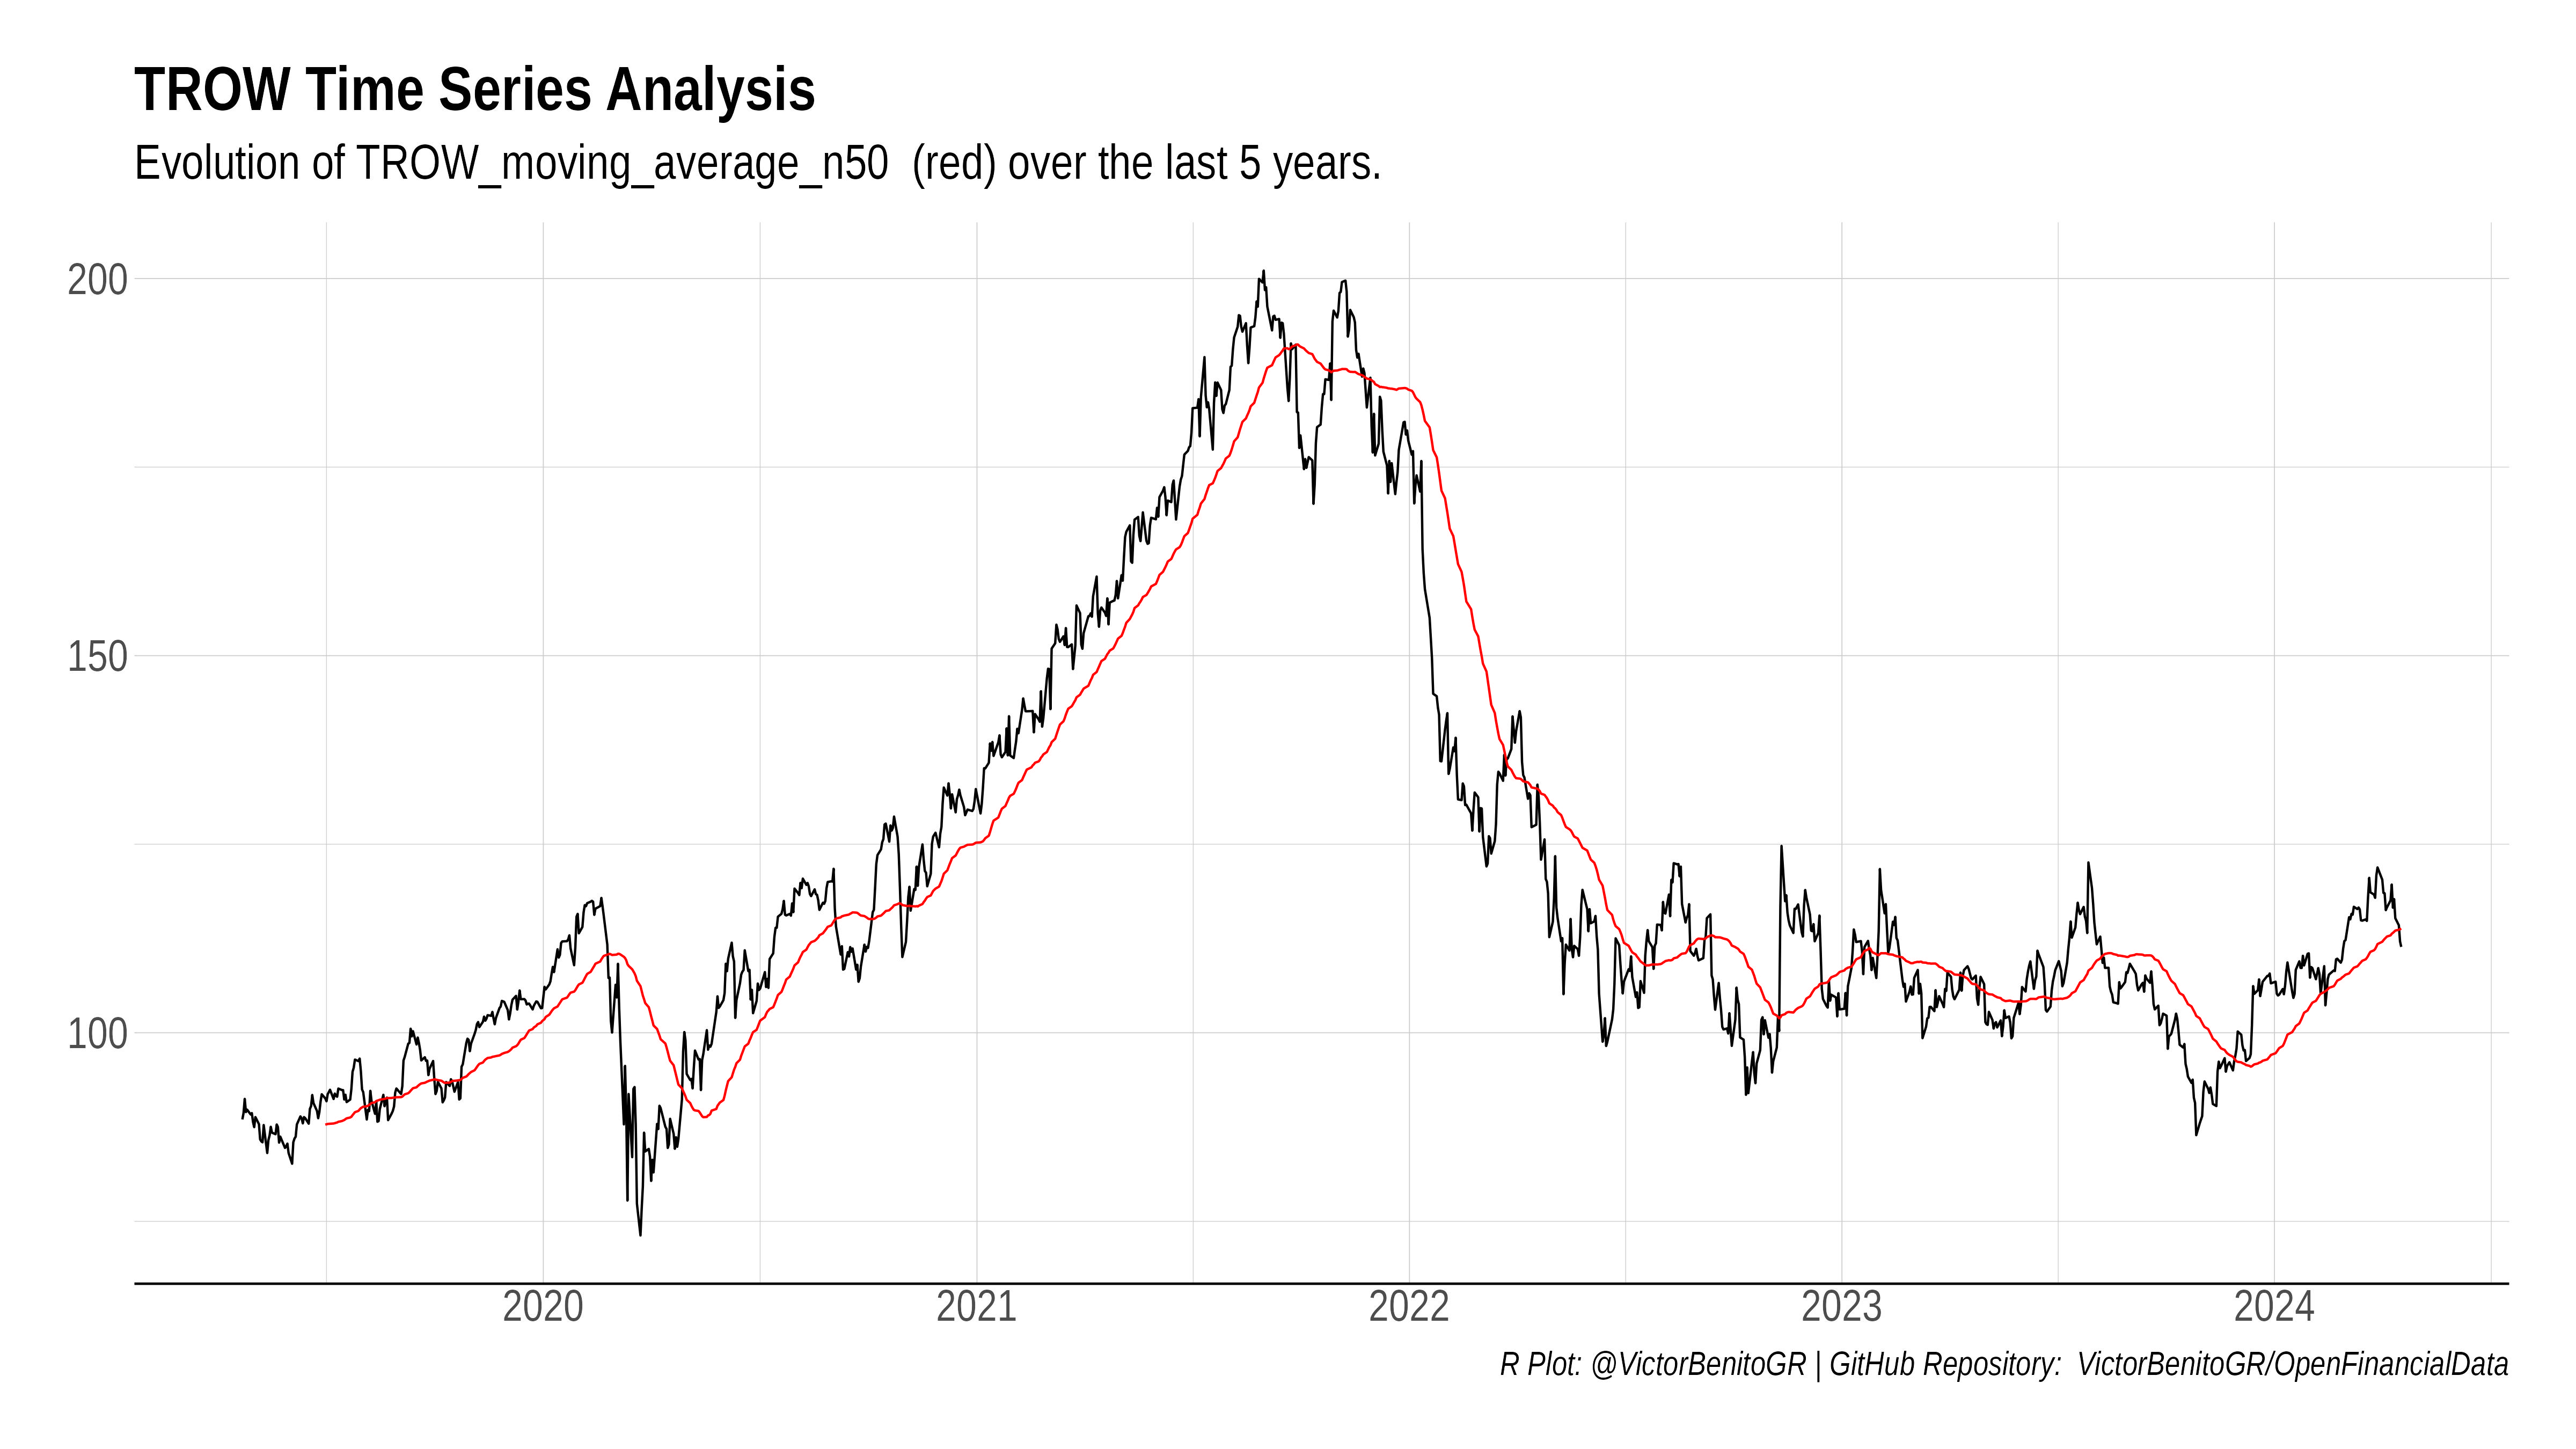 TROW Time Series Analysis
Evolution of TROW_moving_average_n50  (red) over the last 5 years.
200
150
100
2020 2021 2022 2023 2024
R Plot: @VictorBenitoGR | GitHub Repository:  VictorBenitoGR/OpenFinancialData